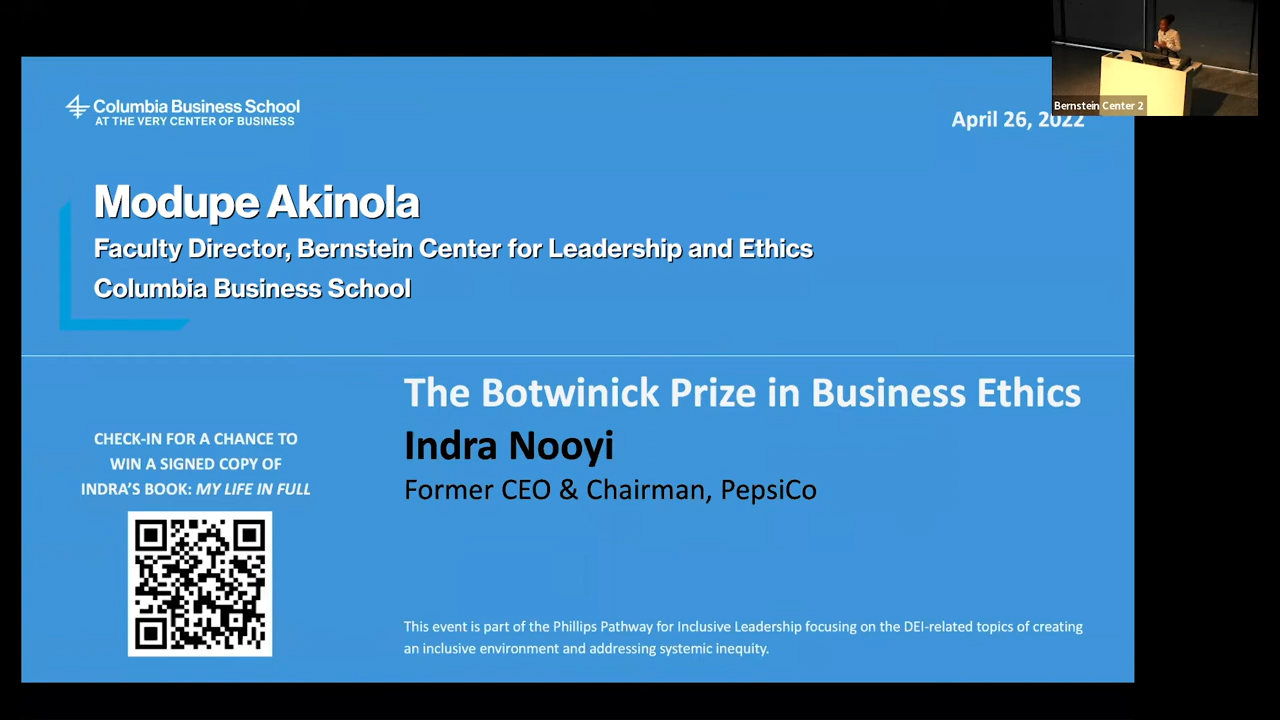 Columbia Business School
AT THE VERY CENTER OF BUSINESS
April 26, 2022
Bernstein Center 2
Modupe Akinola
Faculty Director, Bernstein Center for Leadership and Ethics
Columbia Business School
The Botwinick Prize in Business Ethics
Indra Nooyi
Former CEO & Chairman, PepsiCo
CHECK-IN FOR A CHANCE TO
WIN A SIGNED COPY OF
INDRA'S BOOK: MY LIFE IN FULL
This event is part of the Phillips Pathway for Inclusive Leadership focusing on the DEI-related topics of creating
an inclusive environment and addressing systemic inequity.